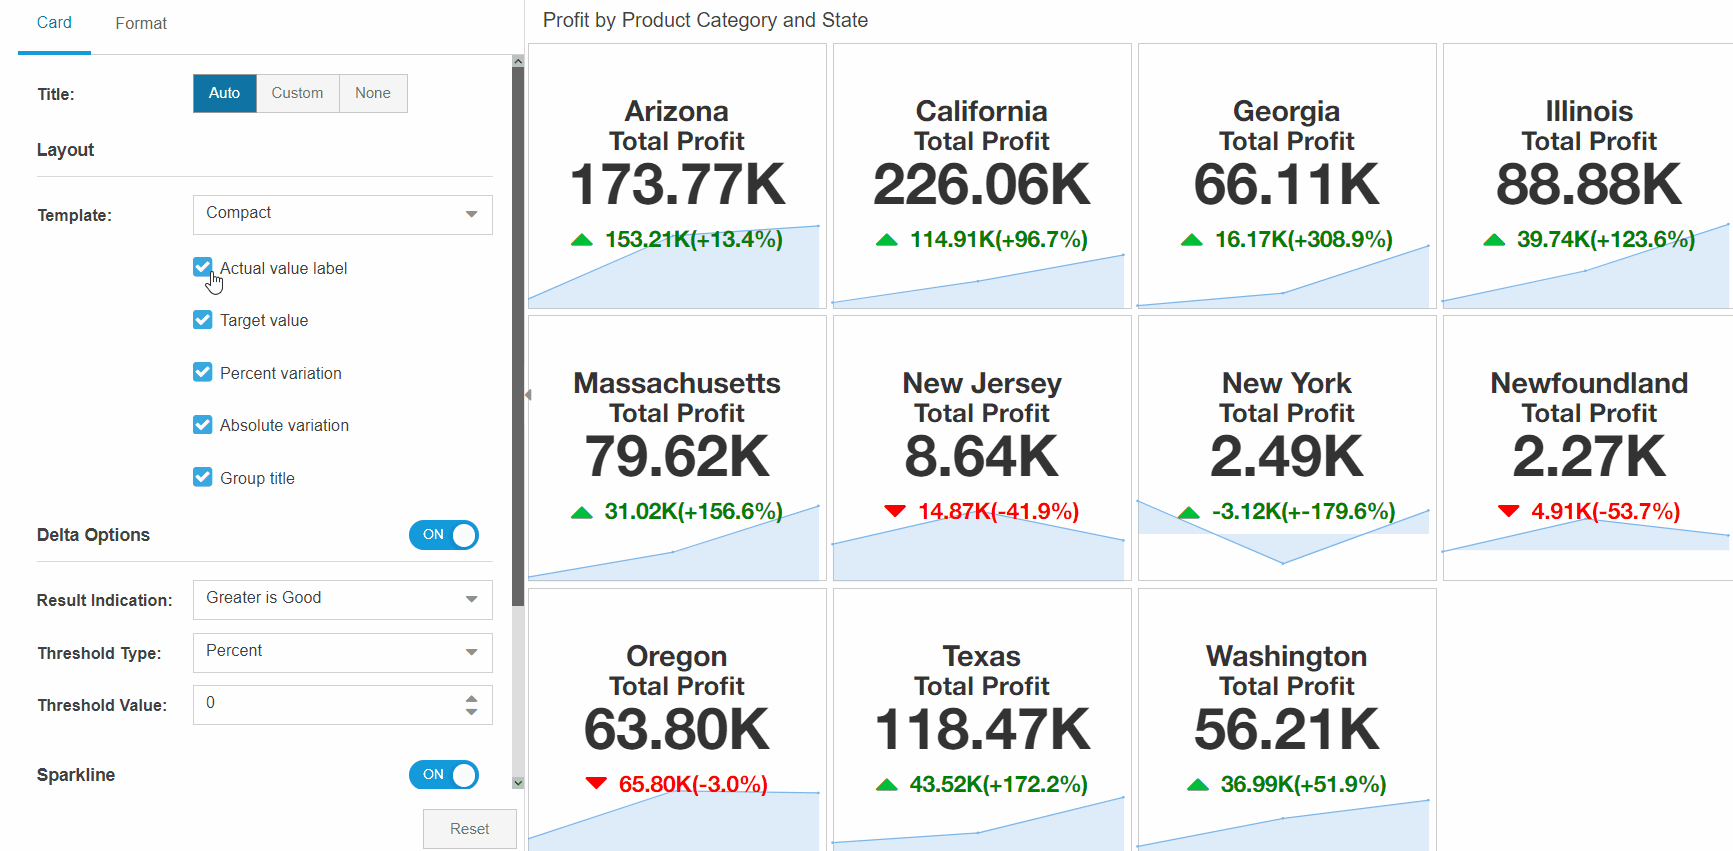 Card
Format
Title:
Auto
Custom
None
Layout
Template:
Compact
Actual value label
Target value
Percent variation
Absolute variation
Group title
Delta Options
ON
Result Indication:
Greater is Good
Threshold Type:
Percent
Threshold Value:
0
Sparkline
ON
Reset
Profit by Product Category and State
Arizona
Total Profit
173.77K
153.21K(+13.4%)
California
Total Profit
226.06K
114.91K(+96.7%)
Georgia
Total Profit
66.11K
16.17K(+308.9%)
Illinois
Total Profit
88.88K
39.74K(+123.6%)
Massachusetts
Total Profit
79.62K
31.02K(+156.6%)
New Jersey
Total Profit
8.64K
14.87K(-41.9%)
New York
Total Profit
2.49K
-3.12K(+-179.6%)
Newfoundland
Total Profit
2.27K
4.91K(-53.7%)
Oregon
Total Profit
63.80K
65.80K(-3.0%)
Texas
Total Profit
118.47K
43.52K(+172.2%)
Washington
Total Profit
56.21K
36.99K(+51.9%)